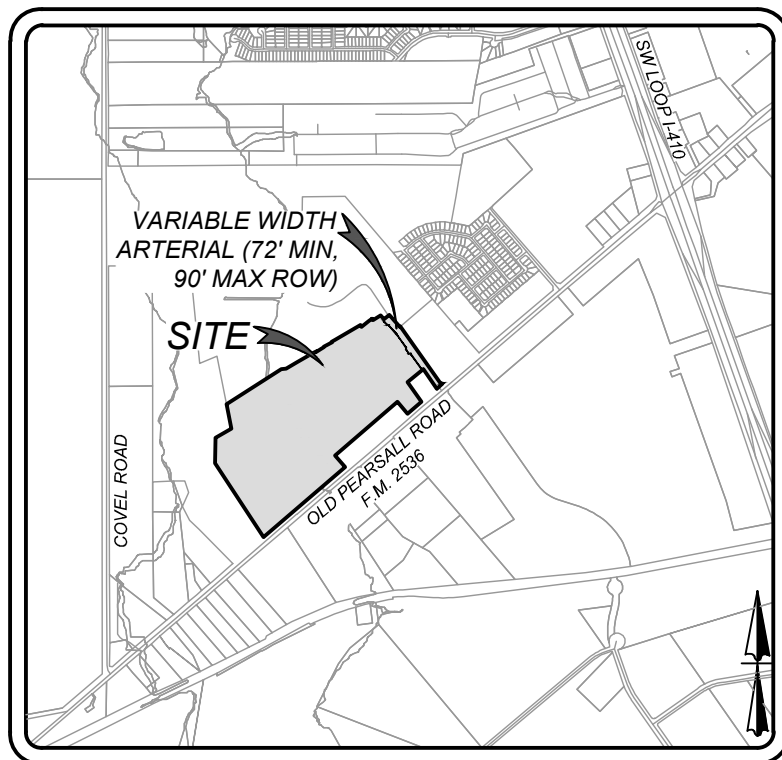 SW LOOP I-410
VARIABLE WIDTH
ARTERIAL (72' MIN,
90' MAX ROW)
SITE
COVEL ROAD
OLD PEARSALL ROAD
F.M. 2536